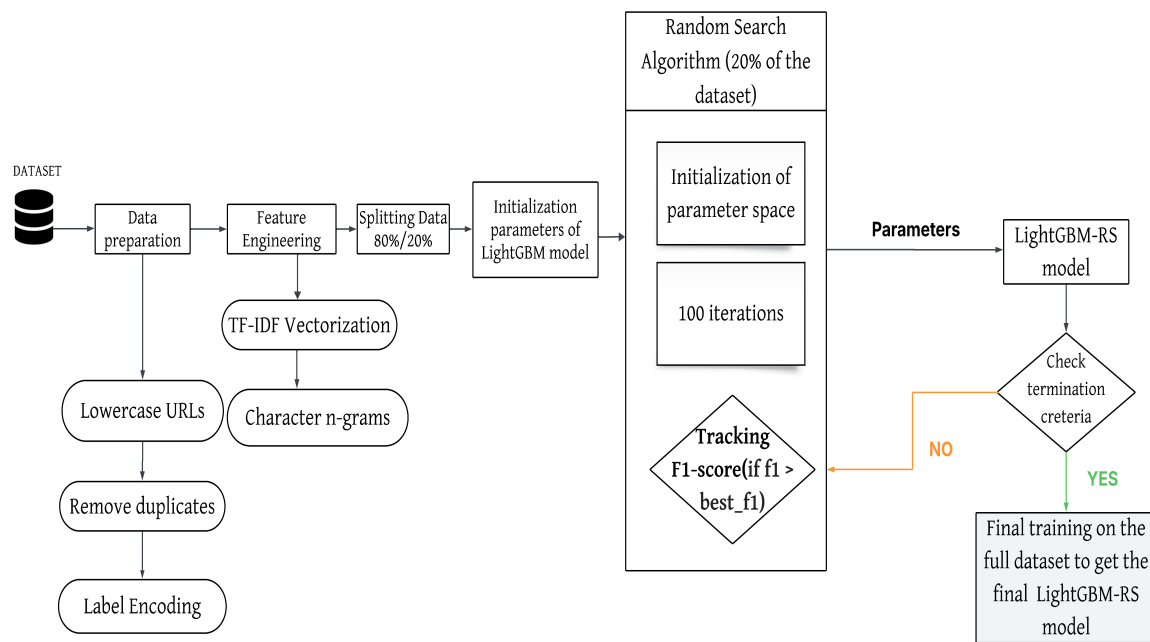 DATASET
Data
preparation
Feature
Engineering
Splitting Data
80%/20%
Initialization
parameters of
LightGBM model
TF-IDF Vectorization
Character n-grams
Lowercase URLs
Remove duplicates
Label Encoding
Random Search
Algorithm (20% of the
dataset)
Initialization of
parameter space
100 iterations
Tracking
F1-score(if f1 >
best_f1)
Parameters
LightGBM-RS
model
Check
termination
creteria
NO
YES
Final training on the
full dataset to get the
final LightGBM-RS
model